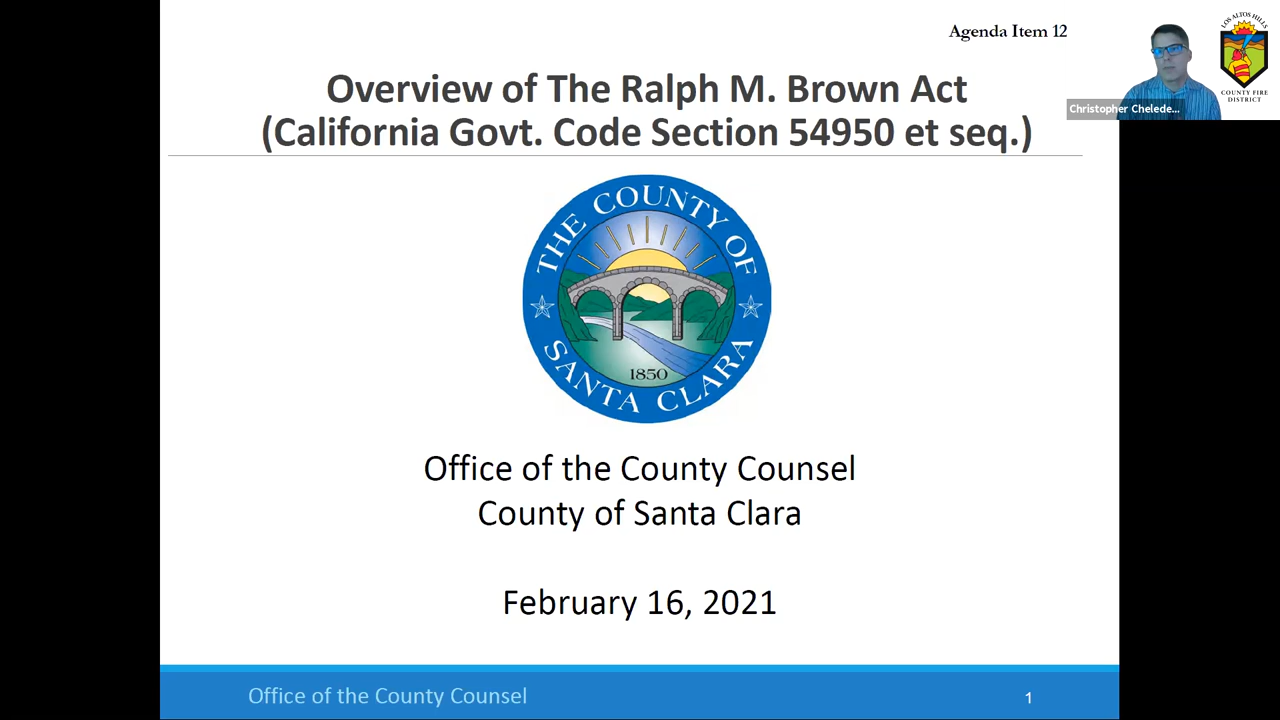 Agenda Item 12
LOS ALTOS HILLS
COUNTY FIRE
DISTRICT
Christopher Chelede...
Overview of The Ralph M. Brown Act
(California Govt. Code Section 54950 et seq.)
THE COUNTY OF
SANTA CLARA
1850
Office of the County Counsel
County of Santa Clara
February 16, 2021
Office of the County Counsel
1